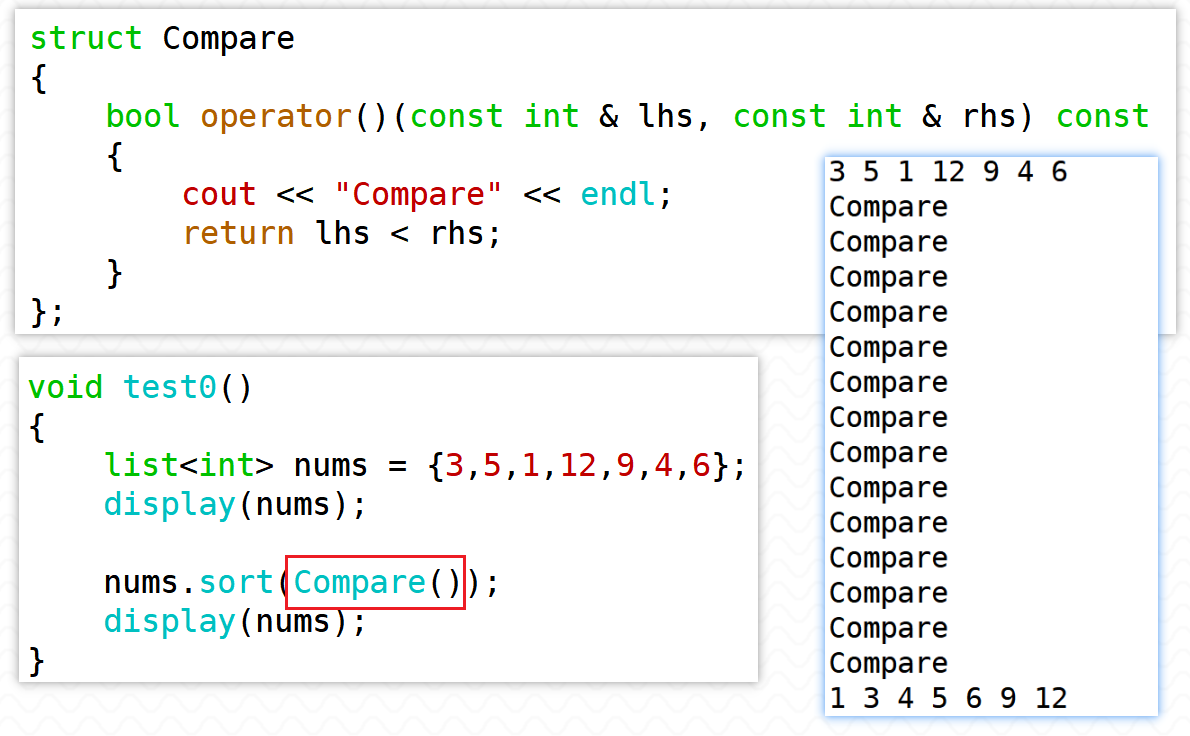 struct Compare
{
    bool operator()(const int & lhs, const int & rhs) const
    {
        cout << "Compare" << endl;
        return lhs < rhs;
    }
};
void test0()
{
    list<int> nums = {3,5,1,12,9,4,6};
    display(nums);
    nums.sort(Compare());
    display(nums);
}
3 5 1 12 9 4 6
Compare
Compare
Compare
Compare
Compare
Compare
Compare
Compare
Compare
Compare
Compare
Compare
Compare
Compare
1 3 4 5 6 9 12